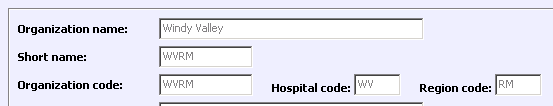 Organization name: Windy Valley
Short name: WVRM
Organization code: WVRM Hospital code: WV Region code: RM